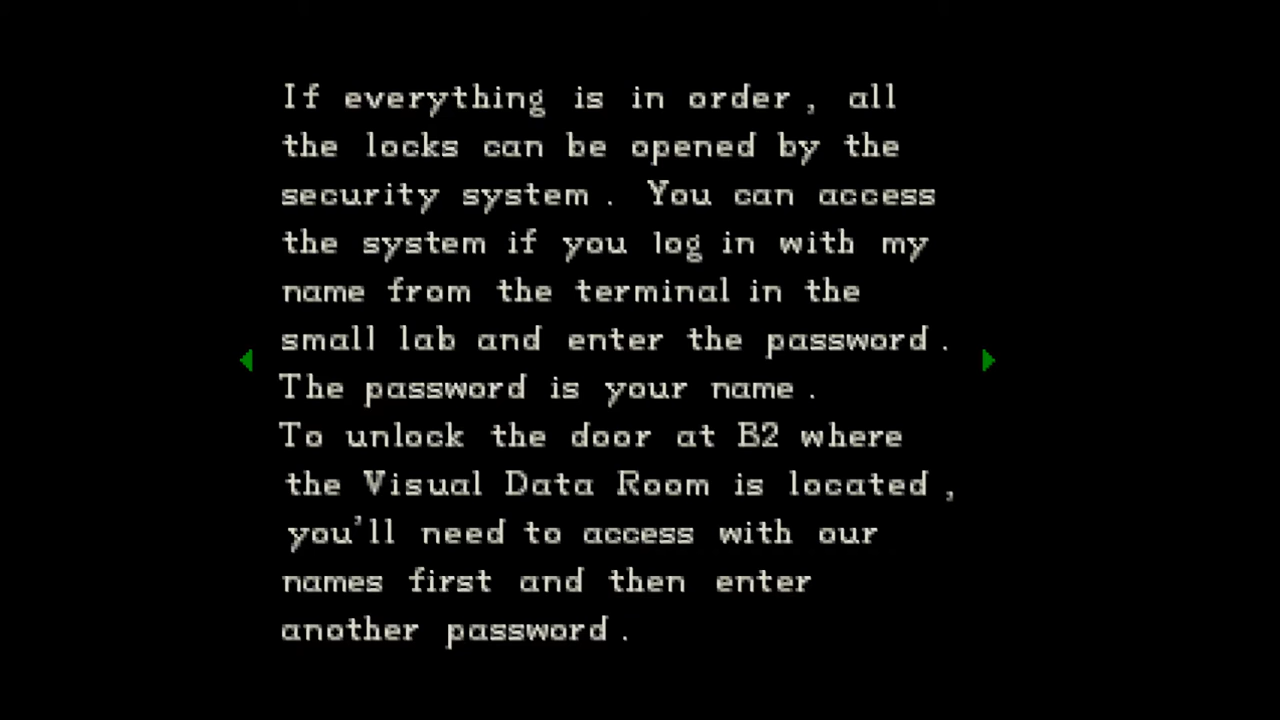 If everything is in order, all
the locks can be opened by the
security system. You can access
the system if you log in with my
name from the terminal in the
small lab and enter the password.
The password is your name.
To unlock the door at B2 where
the Visual Data Room is located,
you'll need to access with our
names first and then enter
another password.